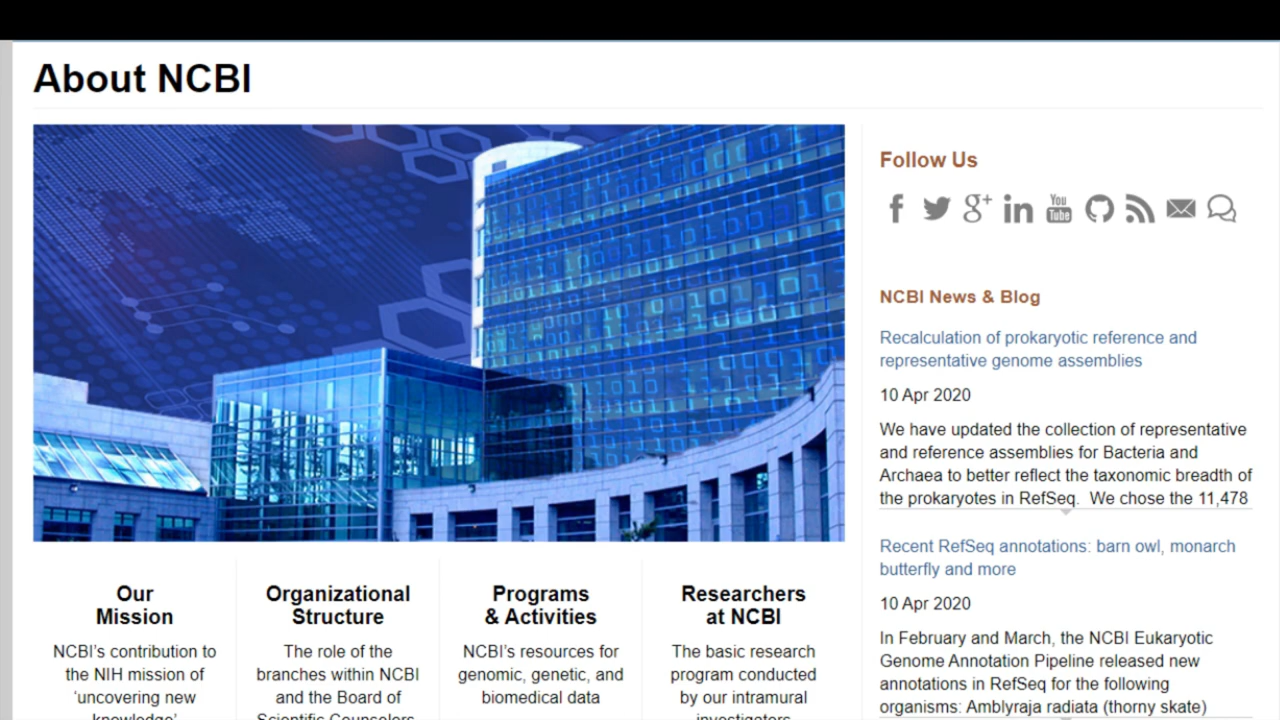 About NCBI
Follow Us
You
Tube
NCBI News & Blog
Recalculation of prokaryotic reference and
representative genome assemblies
10 Apr 2020
We have updated the collection of representative
and reference assemblies for Bacteria and
Archaea to better reflect the taxonomic breadth of
the prokaryotes in RefSeq. We chose the 11,478
Recent RefSeq annotations: barn owl, monarch
butterfly and more
10 Apr 2020
In February and March, the NCBI Eukaryotic
Genome Annotation Pipeline released new
annotations in RefSeq for the following
organisms: Amblyraja radiata (thorny skate)
Our
Mission
NCBI's contribution to
the NIH mission of
‘uncovering new
knowledge’
Organizational
Structure
The role of the
branches within NCBI
and the Board of
Scientific Counselors
Programs
& Activities
NCBI's resources for
genomic, genetic, and
biomedical data
Researchers
at NCBI
The basic research
program conducted
by our intramural
investigators